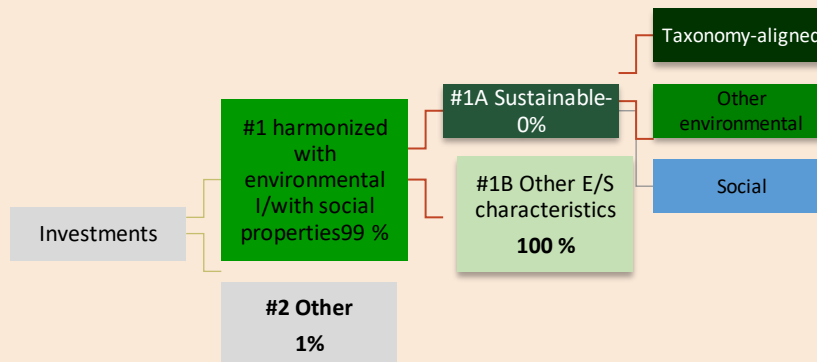 Taxonomy-aligned
#1A Sustainable-
0%
Other
environmental
#1 harmonized
with
environmental
I/with social
properties99 %
#1B Other E/S
characteristics
100 %
Social
Investments
#2 Other
1%